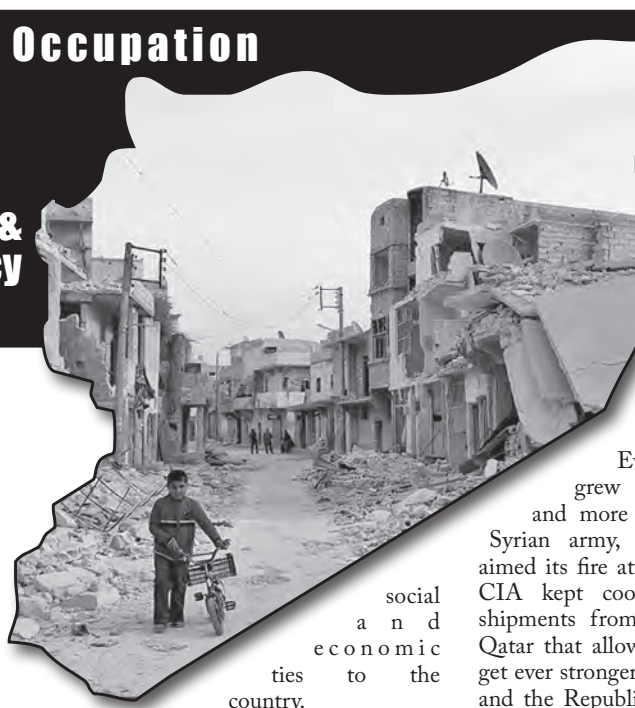 Occupation
&
cy
social
a n d
economic
ties to the
country.
Ev
grew
and more
Syrian army,
aimed its fire at
CIA kept coo
shipments from
Qatar that allow
get ever stronger
and the Republi